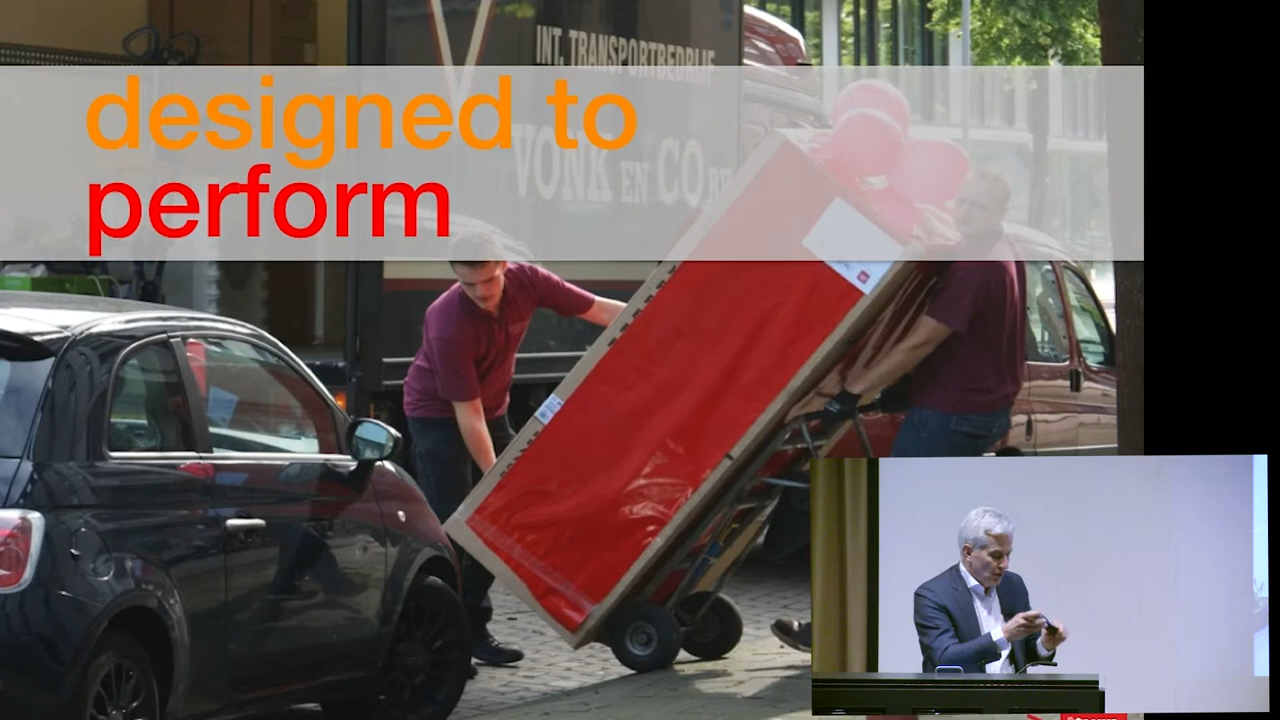 designed to
perform
INT. TRANSPORTBEDRIJF
VONK EN CO